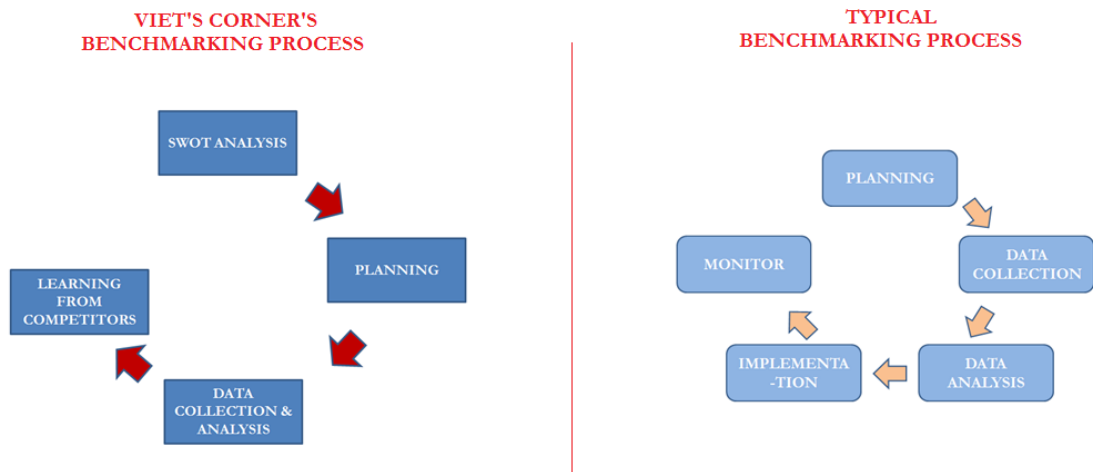 VIET'S CORNER'S
BENCHMARKING PROCESS
SWOT ANALYSIS
PLANNING
LEARNING
FROM
COMPETITORS
DATA
COLLECTION &
ANALYSIS
TYPICAL
BENCHMARKING PROCESS
PLANNING
MONITOR
DATA
COLLECTION
IMPLEMENTA
-TION
DATA
ANALYSIS